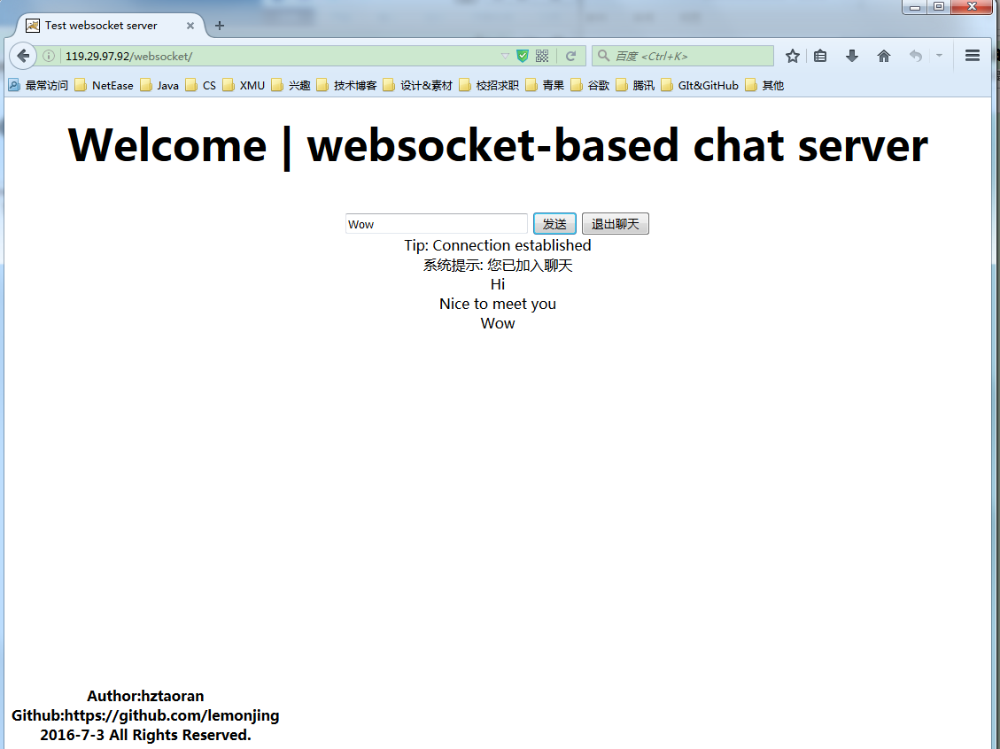 Test websocket server
119.29.97.92/websocket/
百度 <Ctrl+K>
最常访问 NetEase Java CS XMU 兴趣 技术博客 设计&素材 校招求职 青果 谷歌 腾讯 GIt&GitHub 其他
Welcome | websocket-based chat server
Wow 发送 退出聊天
Tip: Connection established
系统提示: 您已加入聊天
Hi
Nice to meet you
Wow
Author:hztaoran
Github:https://github.com/lemonjing
2016-7-3 All Rights Reserved.